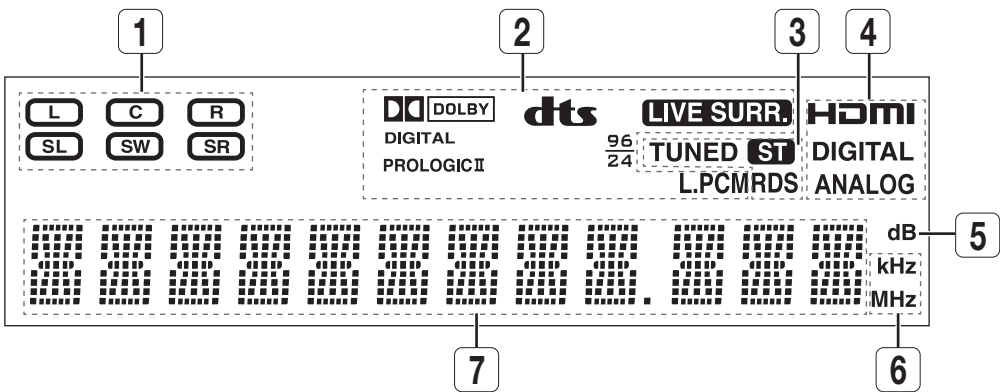 1 2 3 4
L C R DOLBY dts LIVE SURR. HDMI
SL SW SR DIGITAL 96/24 TUNED ST DIGITAL
PROLOGIC II L.PCM RDS ANALOG
dB 5
kHz
MHz
7 6